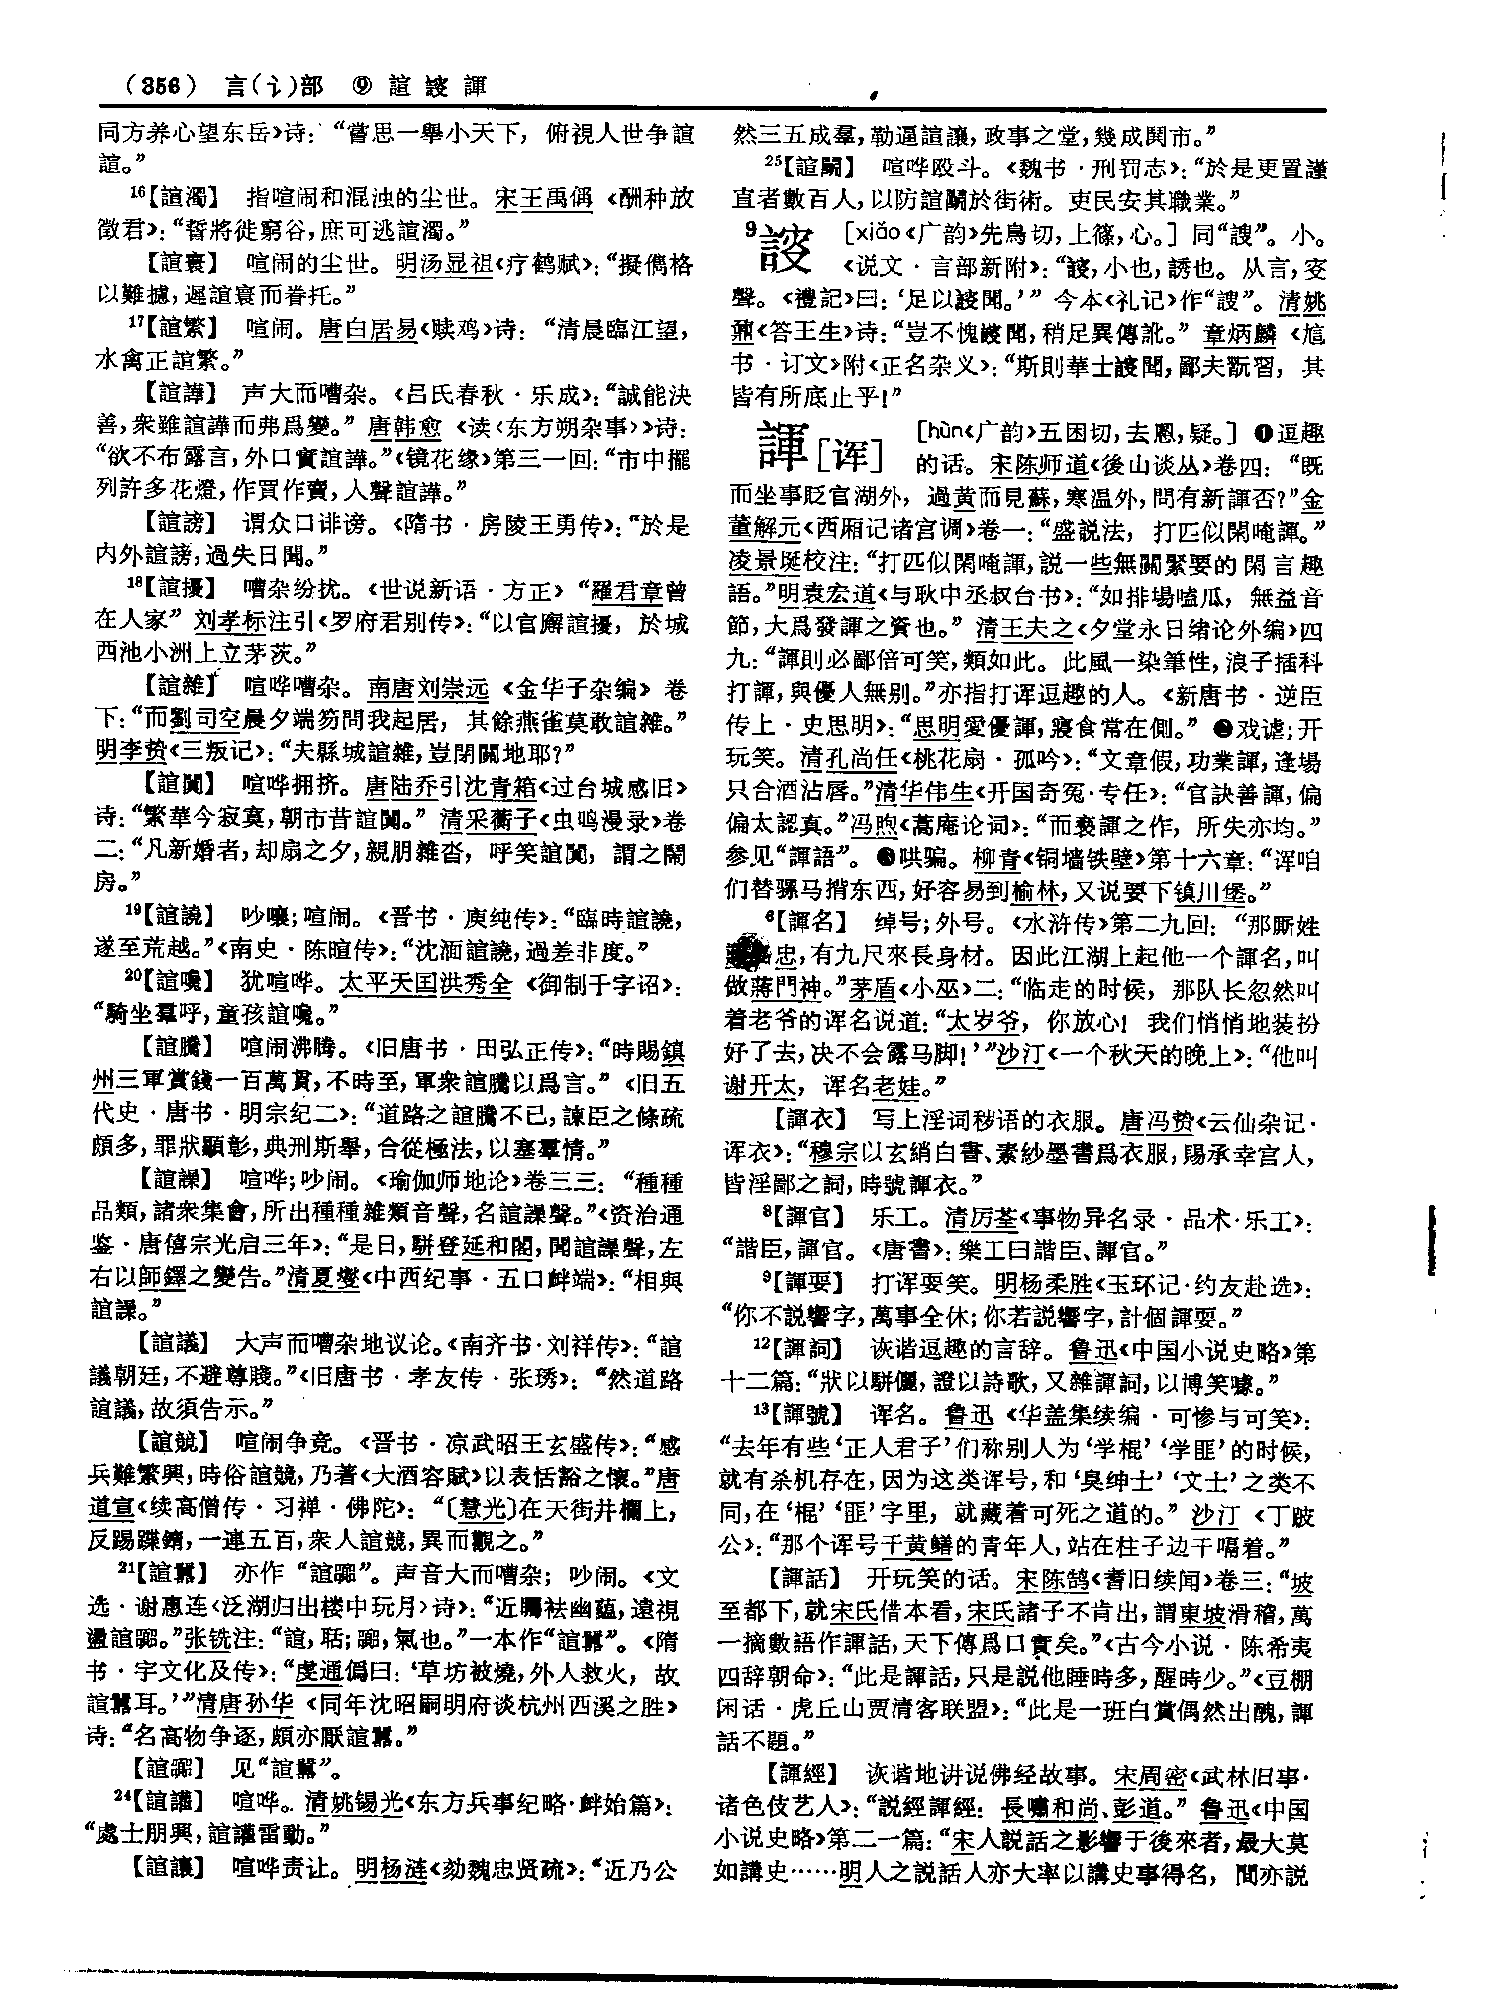 (356) 言(讠)部 ⑨ 諠 謏 諢
同方养心望东岳》诗：“嘗思一舉小天下，俯視人世争諠
諠。”
16【諠濁】 指喧闹和混浊的尘世。宋王禹偁《酬种放
徵君》：“誓將徙窮谷，庶可逃諠濁。”
【諠寰】 喧闹的尘世。明汤显祖《疗鹤赋》：“擬儁格
以難攄，遲諠寰而眷托。”
17【諠繁】 喧闹。唐白居易《赎鸡》诗：“清晨臨江望，
水禽正諠繁。”
【諠譁】 声大而嘈杂。《吕氏春秋·乐成》：“誠能決
善，衆雖諠譁而弗爲變。”唐韩愈《读〈东方朔杂事〉》诗：
“欲不布露言，外口實諠譁。”《镜花缘》第三一回：“市中擺
列許多花燈，作買作賣，人聲諠譁。”
【諠謗】 谓众口诽谤。《隋书·房陵王勇传》：“於是
内外諠謗，過失日聞。”
18【諠擾】 嘈杂纷扰。《世说新语·方正》“羅君章曾
在人家”刘孝标注引《罗府君别传》：“以官廨諠擾，於城
西池小洲上立茅茨。”
【諠雜】 喧哗嘈杂。南唐刘崇远《金华子杂编》卷
下：“而劉司空晨夕端笏問我起居，其餘燕雀莫敢諠雜。”
明李贽《三叛记》：“夫縣城諠雜，豈閉關地耶？”
【諠闐】 喧哗拥挤。唐陆乔引沈青箱《过台城感旧》
诗：“繁華今寂寞，朝市昔諠闐。”清采蘅子《虫鸣漫录》卷
二：“凡新婚者，却扇之夕，親朋雜沓，呼笑諠闐，謂之鬧
房。”
19【諠譊】 吵嚷；喧闹。《晋书·庾纯传》：“臨時諠譊，
遂至荒越。”《南史·陈暄传》：“沈湎諠譊，過差非度。”
20【諠嚷】 犹喧哗。太平天囯洪秀全《御制千字诏》：
“騎坐羣呼，童孩諠嚷。”
【諠騰】 喧闹沸腾。《旧唐书·田弘正传》：“時賜鎮
州三軍賞錢一百萬貫，不時至，軍衆諠騰以爲言。”《旧五
代史·唐书·明宗纪二》：“道路之諠騰不已，諫臣之條疏
頗多，罪狀顯彰，典刑斯舉，合從極法，以塞羣情。”
【諠譟】 喧哗；吵闹。《瑜伽师地论》卷三三：“種種
品類，諸衆集會，所出種種雜類音聲，名諠譟聲。”《资治通
鉴·唐僖宗光启三年》：“是日，駢登延和閣，聞諠譟聲，左
右以師鐸之變告。”清夏燮《中西纪事·五口衅端》：“相與
諠譟。”
【諠議】 大声而嘈杂地议论。《南齐书·刘祥传》：“諠
議朝廷，不避尊賤。”《旧唐书·孝友传·张琇》：“然道路
諠議，故須告示。”
【諠競】 喧闹争竞。《晋书·凉武昭王玄盛传》：“感
兵難繁興，時俗諠競，乃著《大酒容賦》以表恬豁之懷。”唐
道宣《续高僧传·习禅·佛陀》：“〔慧光〕在天街井欄上，
反踢蹀䥗，一連五百，衆人諠競，異而觀之。”
21【諠囂】 亦作“諠嚻”。声音大而嘈杂；吵闹。《文
选·谢惠连〈泛湖归出楼中玩月〉诗》：“近矚袪幽蘊，遠視
盪諠嚻。”张铣注：“諠，聒；嚻，氣也。”一本作“諠囂”。《隋
书·宇文化及传》：“虔通僞曰：‘草坊被燒，外人救火，故
諠囂耳。’”清唐孙华《同年沈昭嗣明府谈杭州西溪之胜》
诗：“名高物争逐，頗亦厭諠囂。”
【諠嚻】 见“諠囂”。
24【諠讙】 喧哗。清姚锡光《东方兵事纪略·衅始篇》：
“處士朋興，諠讙雷動。”
【諠讓】 喧哗责让。明杨涟《劾魏忠贤疏》：“近乃公
然三五成羣，勒逼諠讓，政事之堂，幾成鬨市。”
25【諠鬭】 喧哗殴斗。《魏书·刑罚志》：“於是更置謹
直者數百人，以防諠鬭於街術。吏民安其職業。”
9 謏 [xiǎo《广韵》先鳥切，上篠，心。] 同“謏”。小。
《说文·言部新附》：“謏，小也，誘也。从言，叜
聲。《禮記》曰：‘足以謏聞。’” 今本《礼记》作“謏”。清姚
鼐《答王生》诗：“豈不愧謏聞，稍足異傳訛。”章炳麟《訄
书·订文》附《正名杂义》：“斯則華士謏聞，鄙夫翫習，其
皆有所底止乎！”
諢[诨] [hùn《广韵》五困切，去慁，疑。] ❶逗趣
的话。宋陈师道《後山谈丛》卷四：“既
而坐事貶官湖外，過黄而見蘇，寒温外，問有新諢否？”金
董解元《西厢记诸宫调》卷一：“盛説法，打匹似閑唵諢。”
凌景埏校注：“打匹似閑唵諢，説一些無關緊要的閑言趣
語。”明袁宏道《与耿中丞叔台书》：“如排場嗑瓜，無益音
節，大爲發諢之資也。”清王夫之《夕堂永日绪论外编》四
九：“諢則必鄙倍可笑，類如此。此風一染筆性，浪子插科
打諢，與優人無别。”亦指打诨逗趣的人。《新唐书·逆臣
传上·史思明》：“思明愛優諢，寢食常在側。” ❷戏谑；开
玩笑。清孔尚任《桃花扇·孤吟》：“文章假，功業諢，逢場
只合酒沾唇。”清华伟生《开国奇冤·专任》：“官訣善諢，偏
偏太認真。”冯煦《蒿庵论词》：“而褻諢之作，所失亦均。”
参见“諢語”。❸哄骗。柳青《铜墙铁壁》第十六章：“诨咱
们替骡马揹东西，好容易到榆林，又说要下镇川堡。”
6【諢名】 绰号；外号。《水浒传》第二九回：“那厮姓
忠，有九尺來長身材。因此江湖上起他一个諢名，叫
做蔣門神。”茅盾《小巫》二：“临走的时候，那队长忽然叫
着老爷的诨名说道：“太岁爷，你放心！我们悄悄地装扮
好了去，决不会露马脚！’”沙汀《一个秋天的晚上》：“他叫
谢开太，诨名老娃。”
【諢衣】 写上淫词秽语的衣服。唐冯贽《云仙杂记·
诨衣》：“穆宗以玄綃白書、素紗墨書爲衣服，賜承幸宫人，
皆淫鄙之詞，時號諢衣。”
8【諢官】 乐工。清厉荃《事物异名录·品术·乐工》：
“諧臣，諢官。《唐書》：樂工曰諧臣、諢官。”
9【諢耍】 打诨耍笑。明杨柔胜《玉环记·约友赴选》：
“你不説響字，萬事全休；你若説響字，計個諢耍。”
12【諢詞】 诙谐逗趣的言辞。鲁迅《中国小说史略》第
十二篇：“狀以駢儷，證以詩歌，又雜諢詞，以博笑噱。”
13【諢號】 诨名。鲁迅《华盖集续编·可惨与可笑》：
“去年有些‘正人君子’们称别人为‘学棍’‘学匪’的时候，
就有杀机存在，因为这类诨号，和‘臭绅士’‘文士’之类不
同，在‘棍’‘匪’字里，就藏着可死之道的。”沙汀《丁跛
公》：“那个诨号干黄鳝的青年人，站在柱子边干嗝着。”
【諢話】 开玩笑的话。宋陈鹄《耆旧续闻》卷三：“坡
至都下，就宋氏借本看，宋氏諸子不肯出，謂東坡滑稽，萬
一摘數語作諢話，天下傳爲口實矣。”《古今小说·陈希夷
四辞朝命》：“此是諢話，只是説他睡時多，醒時少。”《豆棚
闲话·虎丘山贾清客联盟》：“此是一班白賞偶然出醜，諢
話不題。”
【諢經】 诙谐地讲说佛经故事。宋周密《武林旧事·
诸色伎艺人》：“説經諢經：長嘯和尚、彭道。”鲁迅《中国
小说史略》第二一篇：“宋人説話之影響于後來者，最大莫
如講史……明人之説話人亦大率以講史事得名，間亦説